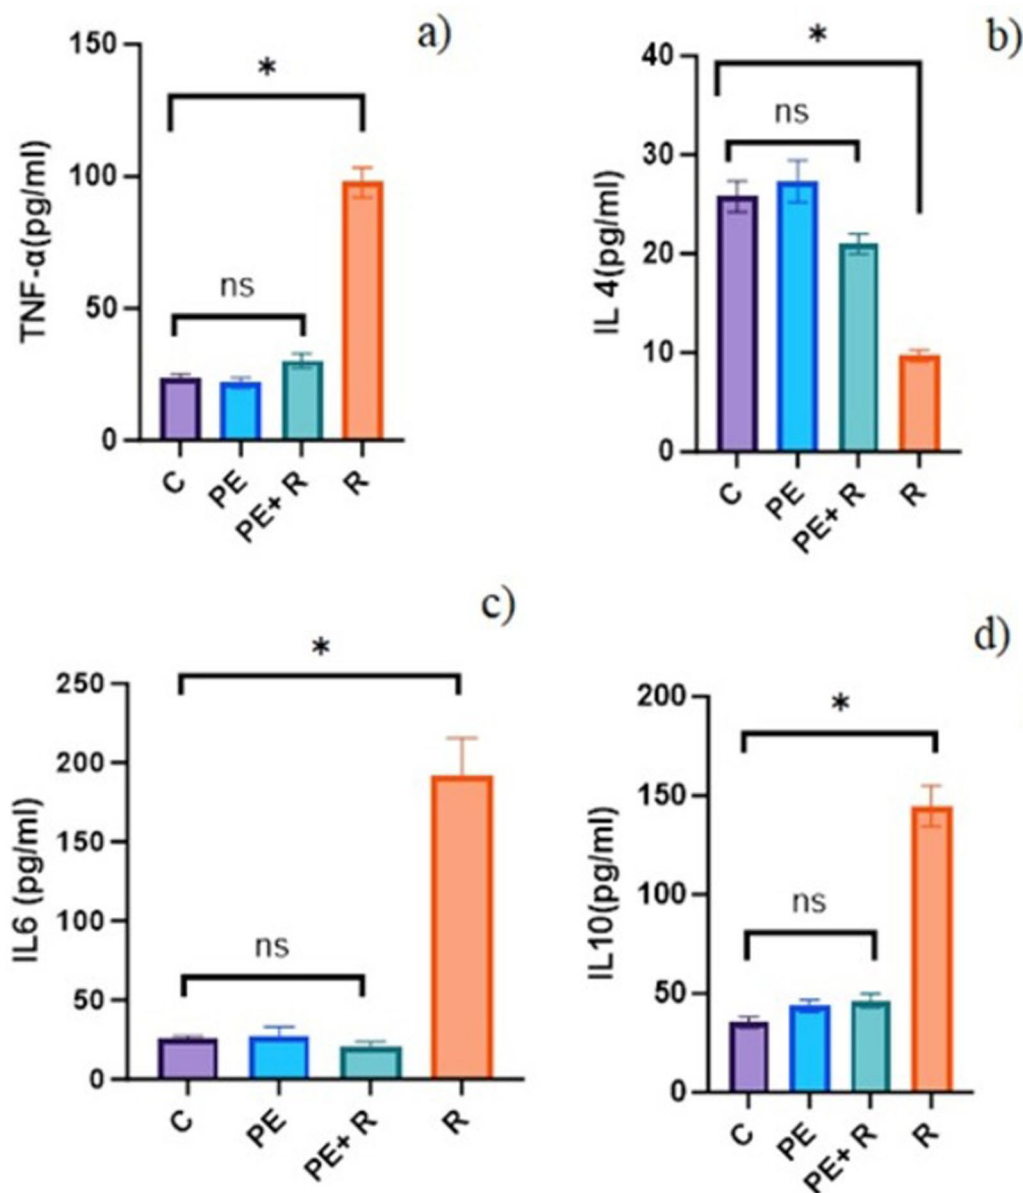 a)
TNF-α(pg/ml)
150
100
50
0
*
ns
C
PE
PE+ R
R
b)
IL 4(pg/ml)
40
30
20
10
0
*
ns
C
PE
PE+ R
R
c)
IL6 (pg/ml)
250
200
150
100
50
0
*
ns
C
PE
PE+ R
R
d)
IL10(pg/ml)
200
150
100
50
0
*
ns
C
PE
PE+ R
R